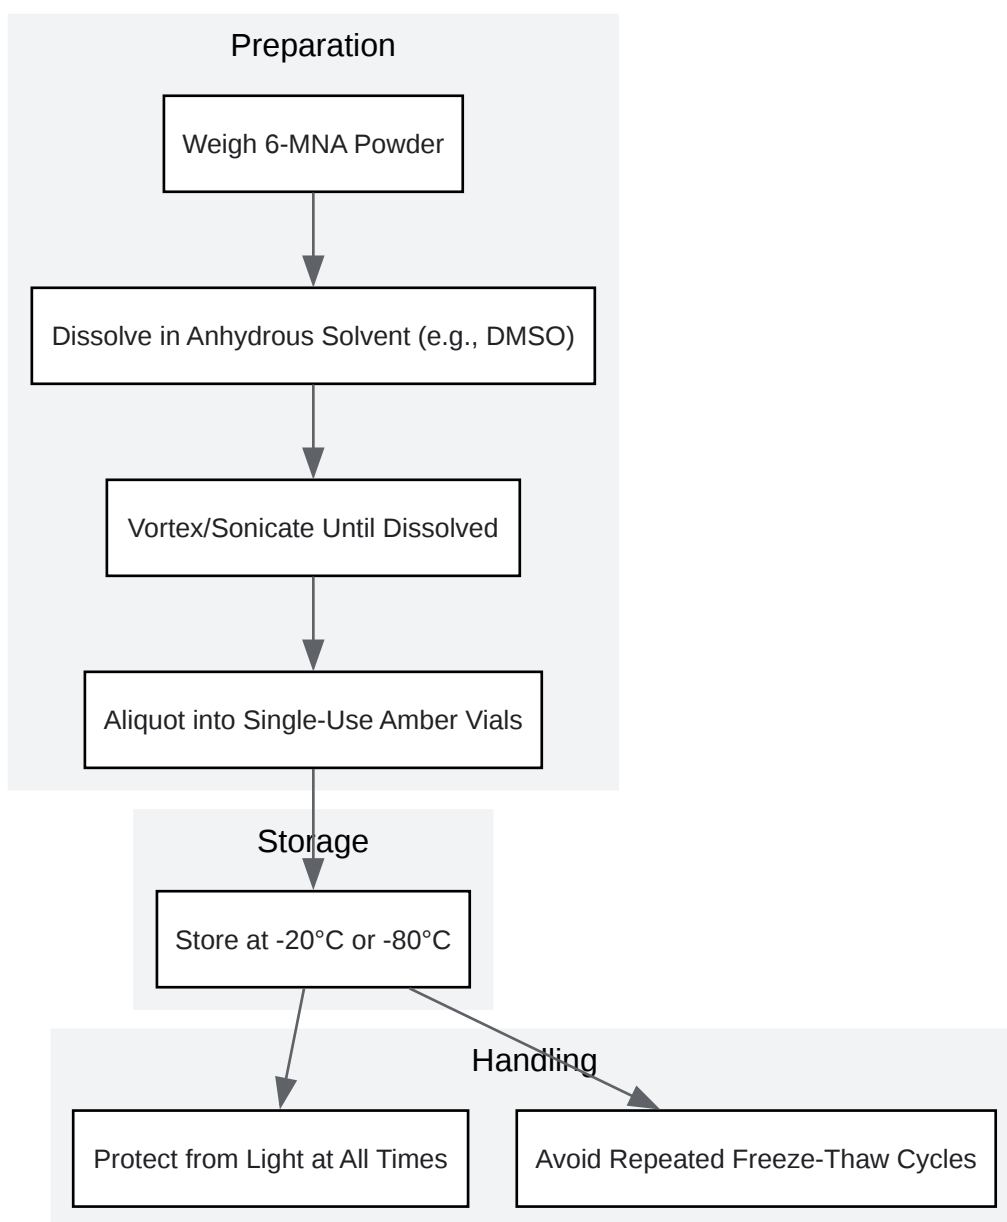 Preparation
Weigh 6-MNA Powder
Dissolve in Anhydrous Solvent (e.g., DMSO)
Vortex/Sonicate Until Dissolved
Aliquot into Single-Use Amber Vials
Storage
Store at -20°C or -80°C
Handling
Protect from Light at All Times
Avoid Repeated Freeze-Thaw Cycles